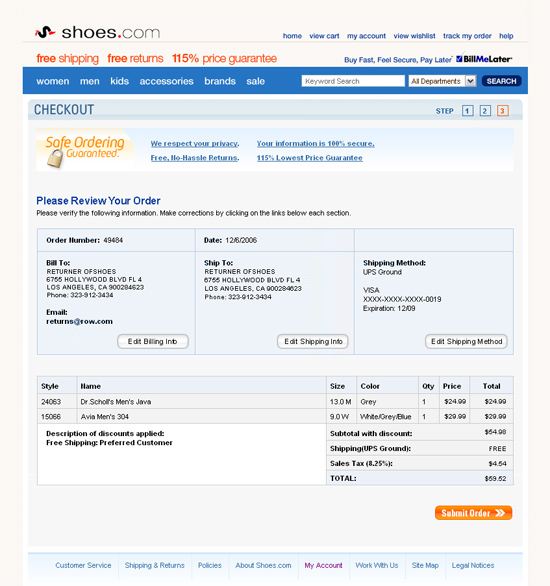 shoes.com
home view cart my account view wishlist track my order help
free shipping free returns 115% price guarantee
Buy Fast, Feel Secure, Pay Later BillMeLater
women men kids accessories brands sale
Keyword Search All Departments SEARCH
CHECKOUT
STEP 1 2 3
Safe Ordering
Guaranteed.
We respect your privacy. Your information is 100% secure.
Free, No-Hassle Returns. 115% Lowest Price Guarantee
Please Review Your Order
Please verify the following information. Make corrections by clicking on the links below each section.
Order Number: 49484 Date: 12/6/2006
Bill To:
RETURNER OFSHOES
6755 HOLLYWOOD BLVD FL 4
LOS ANGELES, CA 900284623
Phone: 323-912-3434
Email:
returns@row.com
Edit Billing Info
Ship To:
RETURNER OFSHOES
6755 HOLLYWOOD BLVD FL 4
LOS ANGELES, CA 900284623
Phone: 323-912-3434
Edit Shipping Info
Shipping Method:
UPS Ground
VISA
XXXX-XXXX-XXXX-0019
Expiration: 12/09
Edit Shipping Method
Style Name Size Color Qty Price Total
24063 Dr.Scholl's Men's Java 13.0 M Grey 1 $24.99 $24.99
15066 Avia Men's 304 9.0 W White/Grey/Blue 1 $29.99 $29.99
Description of discounts applied:
Free Shipping: Preferred Customer
Subtotal with discount: $54.98
Shipping(UPS Ground): FREE
Sales Tax (8.25%): $4.54
TOTAL: $59.52
Submit Order
Customer Service Shipping & Returns Policies About Shoes.com My Account Work With Us Site Map Legal Notices